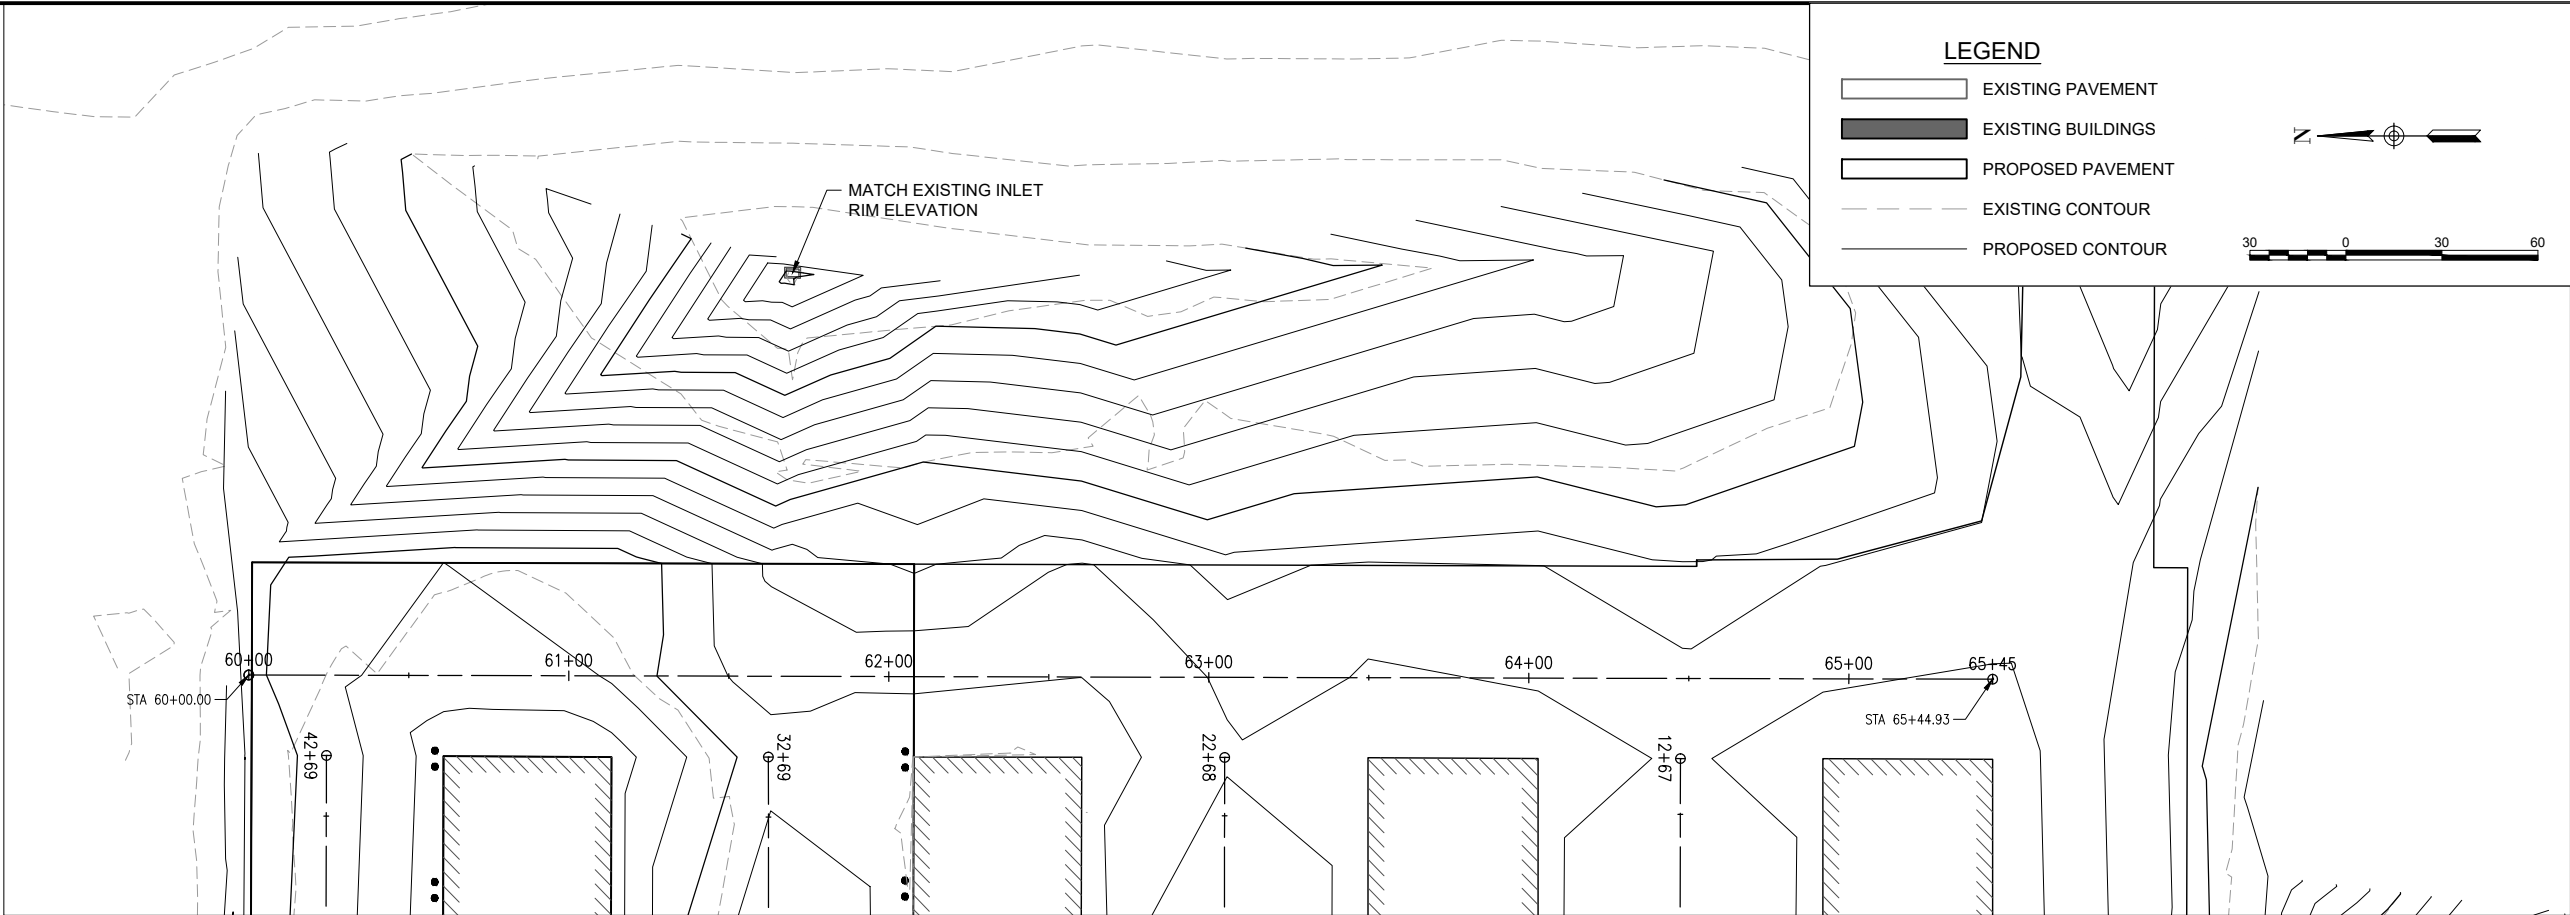 LEGEND
EXISTING PAVEMENT
EXISTING BUILDINGS
PROPOSED PAVEMENT
EXISTING CONTOUR
PROPOSED CONTOUR
N
30 0 30 60
MATCH EXISTING INLET
RIM ELEVATION
60+00 61+00 62+00 63+00 64+00 65+00 65+45
STA 60+00.00
STA 65+44.93
42+69
32+69
22+68
12+67